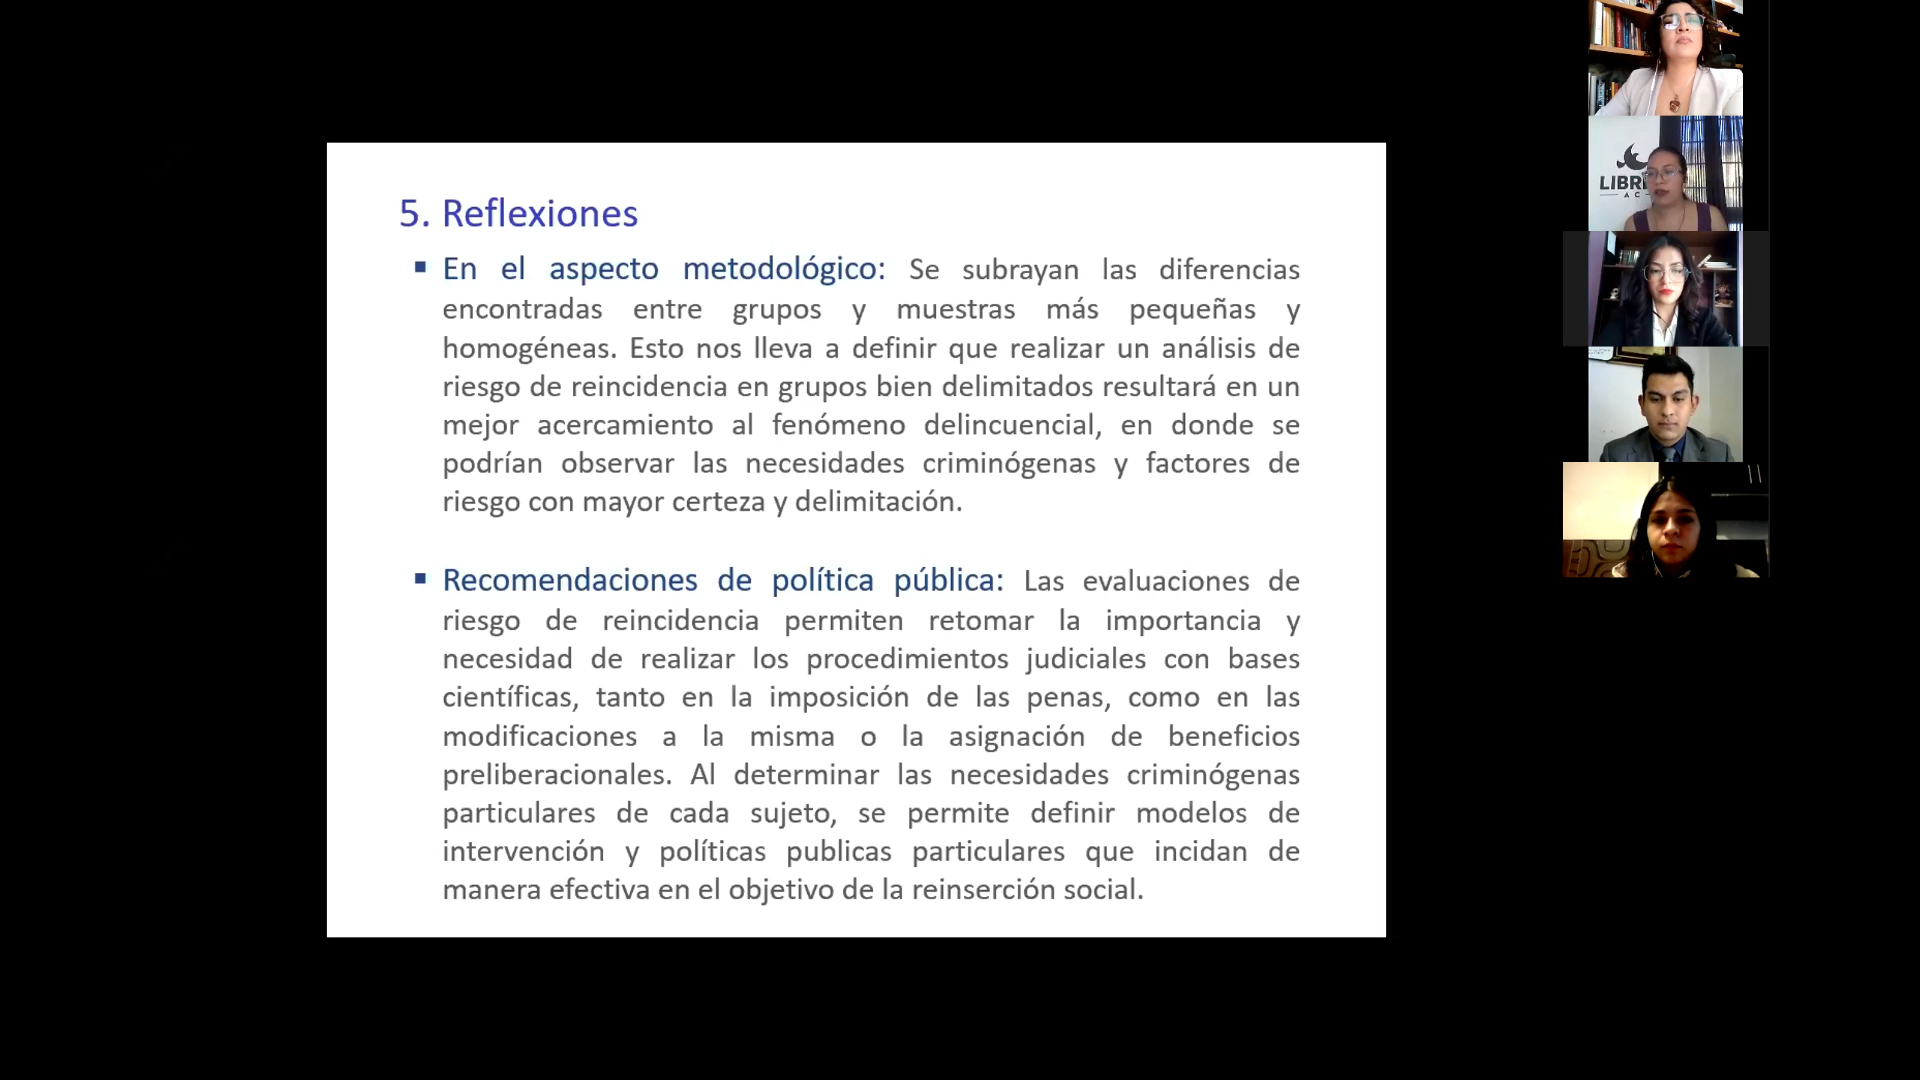 5. Reflexiones
▪ En el aspecto metodológico: Se subrayan las diferencias
encontradas entre grupos y muestras más pequeñas y
homogéneas. Esto nos lleva a definir que realizar un análisis de
riesgo de reincidencia en grupos bien delimitados resultará en un
mejor acercamiento al fenómeno delincuencial, en donde se
podrían observar las necesidades criminógenas y factores de
riesgo con mayor certeza y delimitación.
▪ Recomendaciones de política pública: Las evaluaciones de
riesgo de reincidencia permiten retomar la importancia y
necesidad de realizar los procedimientos judiciales con bases
científicas, tanto en la imposición de las penas, como en las
modificaciones a la misma o la asignación de beneficios
preliberacionales. Al determinar las necesidades criminógenas
particulares de cada sujeto, se permite definir modelos de
intervención y políticas publicas particulares que incidan de
manera efectiva en el objetivo de la reinserción social.
LIBR
AC